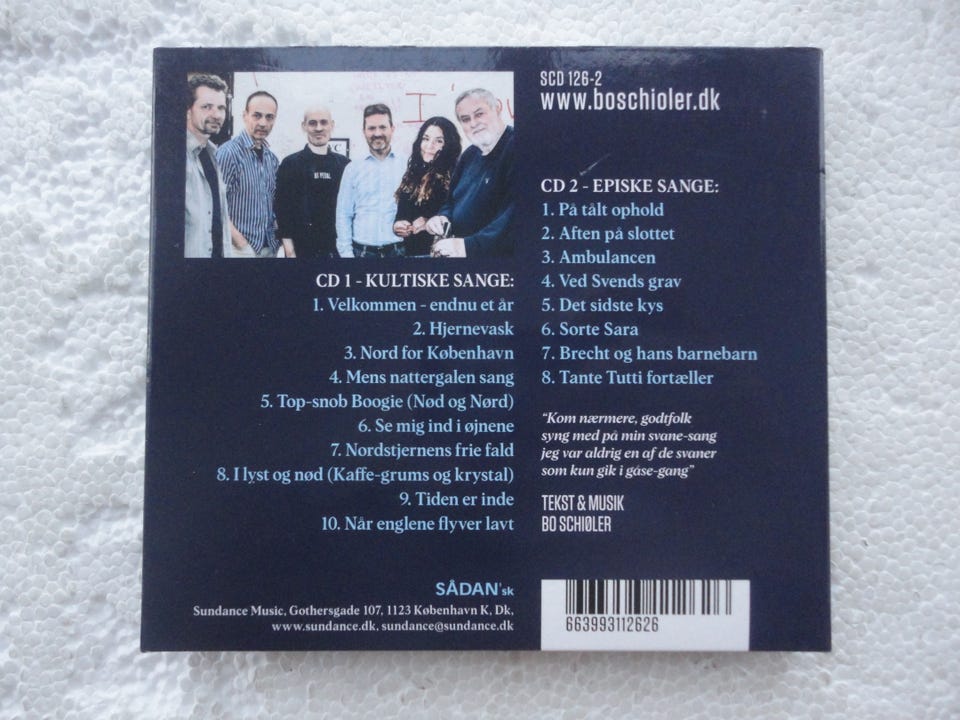 SCD 126-2
www.boschioler.dk
CD 1 - KULTISKE SANGE:
1. Velkommen - endnu et år
2. Hjernevask
3. Nord for København
4. Mens nattergalen sang
5. Top-snob Boogie (Nød og Nørd)
6. Se mig ind i øjnene
7. Nordstjernens frie fald
8. I lyst og nød (Kaffe-grums og krystal)
9. Tiden er inde
10. Når englene flyver lavt
SÅDAN'sk
Sundance Music, Gothersgade 107, 1123 København K, Dk,
www.sundance.dk, sundance@sundance.dk
CD 2 - EPISKE SANGE:
1. På tålt ophold
2. Aften på slottet
3. Ambulancen
4. Ved Svends grav
5. Det sidste kys
6. Sorte Sara
7. Brecht og hans barnebarn
8. Tante Tutti fortæller
"Kom nærmere, godtfolk
syng med på min svane-sang
jeg var aldrig en af de svaner
som kun gik i gåse-gang"
TEKST & MUSIK
BO SCHIØLER
663993112626